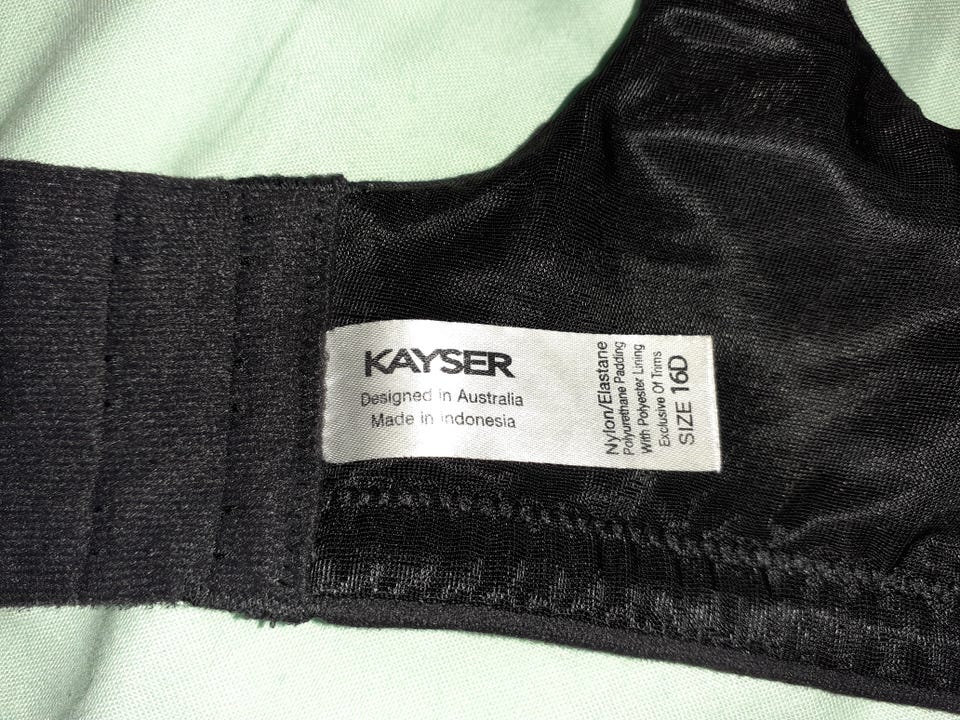 KAYSER
Designed in Australia
Made in Indonesia
Nylon/Elastane
Polyurethane Padding
With Polyester Lining
Exclusive Of Trims
SIZE 16D